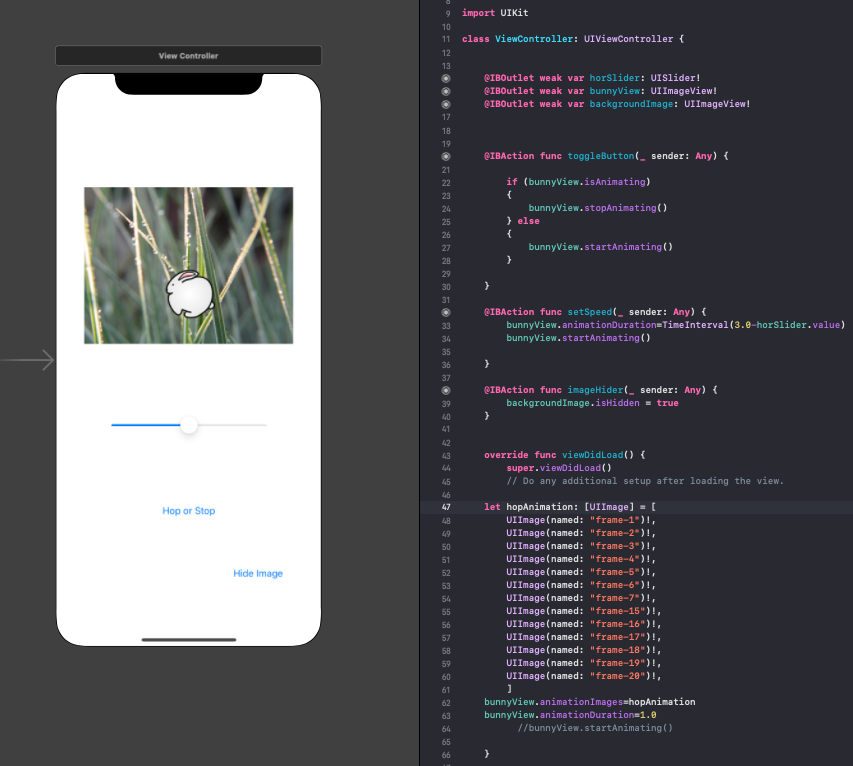 View Controller
Hop or Stop
Hide Image
8
9 import UIKit
10
11 class ViewController: UIViewController {
12
13
@IBOutlet weak var horSlider: UISlider!
@IBOutlet weak var bunnyView: UIImageView!
@IBOutlet weak var backgroundImage: UIImageView!
17
18
19
@IBAction func toggleButton(_ sender: Any) {
21
22 if (bunnyView.isAnimating)
23 {
24 bunnyView.stopAnimating()
25 } else
26 {
27 bunnyView.startAnimating()
28 }
29
30 }
31
@IBAction func setSpeed(_ sender: Any) {
33 bunnyView.animationDuration=TimeInterval(3.0-horSlider.value)
34 bunnyView.startAnimating()
35
36 }
37
@IBAction func imageHider(_ sender: Any) {
39 backgroundImage.isHidden = true
40 }
41
42
43 override func viewDidLoad() {
44 super.viewDidLoad()
45 // Do any additional setup after loading the view.
46
47 let hopAnimation: [UIImage] = [
48 UIImage(named: "frame-1")!,
49 UIImage(named: "frame-2")!,
50 UIImage(named: "frame-3")!,
51 UIImage(named: "frame-4")!,
52 UIImage(named: "frame-5")!,
53 UIImage(named: "frame-6")!,
54 UIImage(named: "frame-7")!,
55 UIImage(named: "frame-15")!,
56 UIImage(named: "frame-16")!,
57 UIImage(named: "frame-17")!,
58 UIImage(named: "frame-18")!,
59 UIImage(named: "frame-19")!,
60 UIImage(named: "frame-20")!,
61 ]
62 bunnyView.animationImages=hopAnimation
63 bunnyView.animationDuration=1.0
64 //bunnyView.startAnimating()
65
66 }